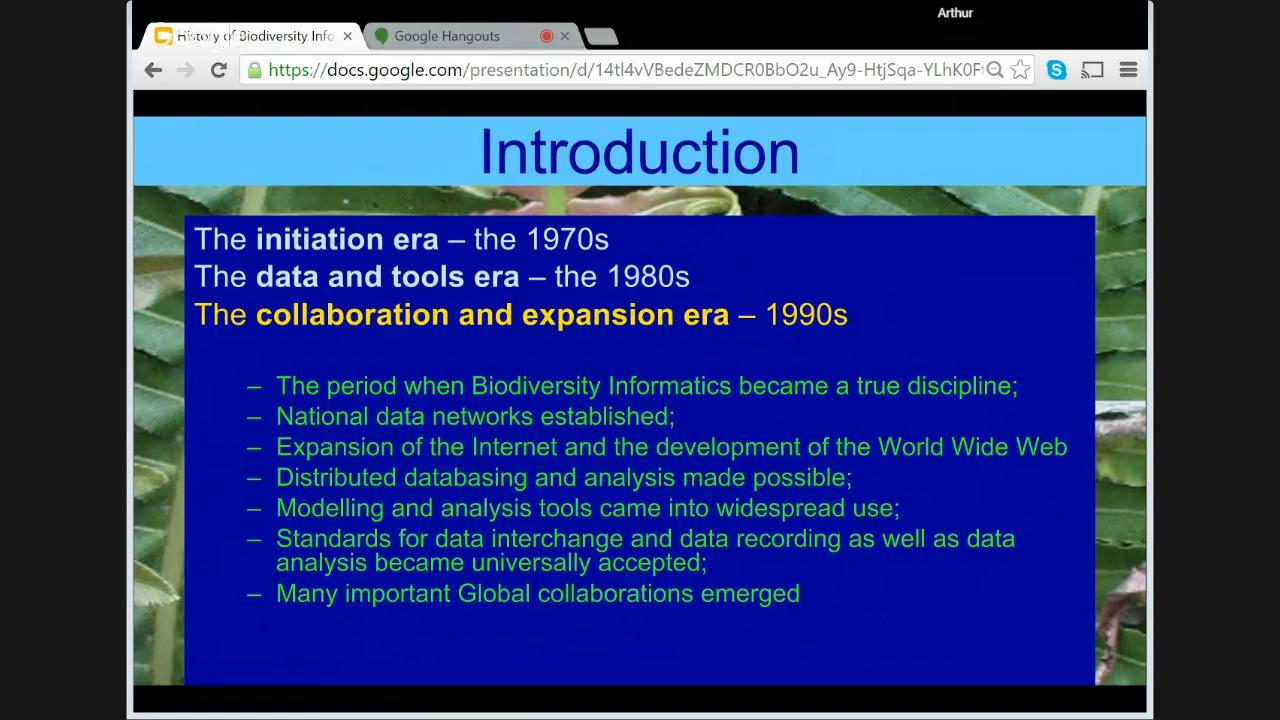 Arthur
History of Biodiversity Info
Google Hangouts
https://docs.google.com/presentation/d/14tl4vVBedeZMDCR0BbO2u_Ay9-HtjSqa-YLhK0F
Introduction
The initiation era – the 1970s
The data and tools era – the 1980s
The collaboration and expansion era – 1990s
– The period when Biodiversity Informatics became a true discipline;
– National data networks established;
– Expansion of the Internet and the development of the World Wide Web
– Distributed databasing and analysis made possible;
– Modelling and analysis tools came into widespread use;
– Standards for data interchange and data recording as well as data
analysis became universally accepted;
– Many important Global collaborations emerged